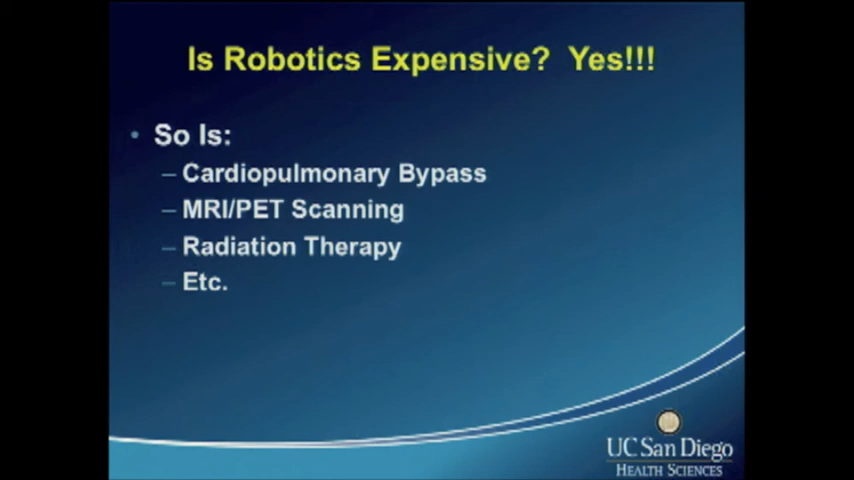 Is Robotics Expensive? Yes!!!
• So Is:
– Cardiopulmonary Bypass
– MRI/PET Scanning
– Radiation Therapy
– Etc.
UC San Diego
HEALTH SCIENCES